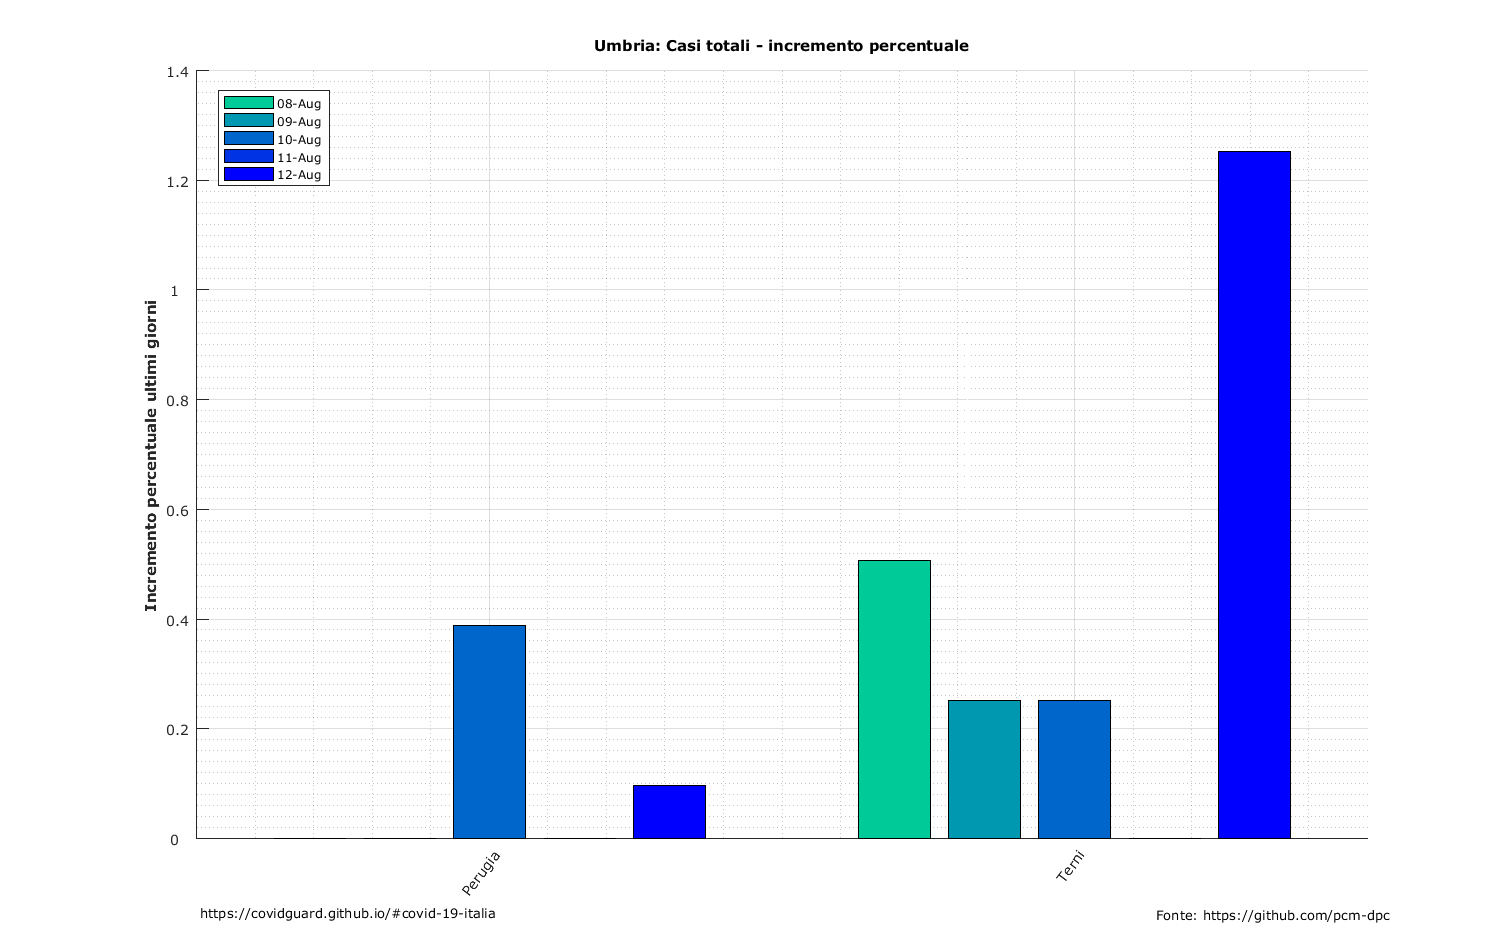 Umbria: Casi totali - incremento percentuale
1.4
1.2
1
0.8
0.6
0.4
0.2
0
Incremento percentuale ultimi giorni
08-Aug
09-Aug
10-Aug
11-Aug
12-Aug
Perugia
Terni
https://covidguard.github.io/#covid-19-italia
Fonte: https://github.com/pcm-dpc